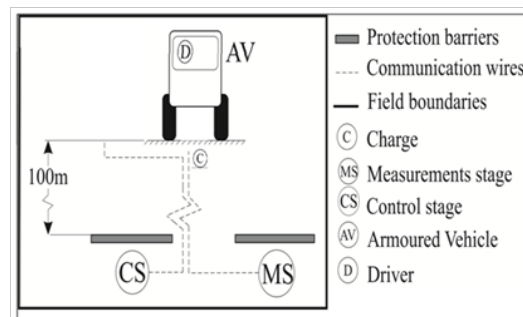 D
AV
C
100m
CS
MS
Protection barriers
Communication wires
Field boundaries
C Charge
MS Measurements stage
CS Control stage
AV Armoured Vehicle
D Driver